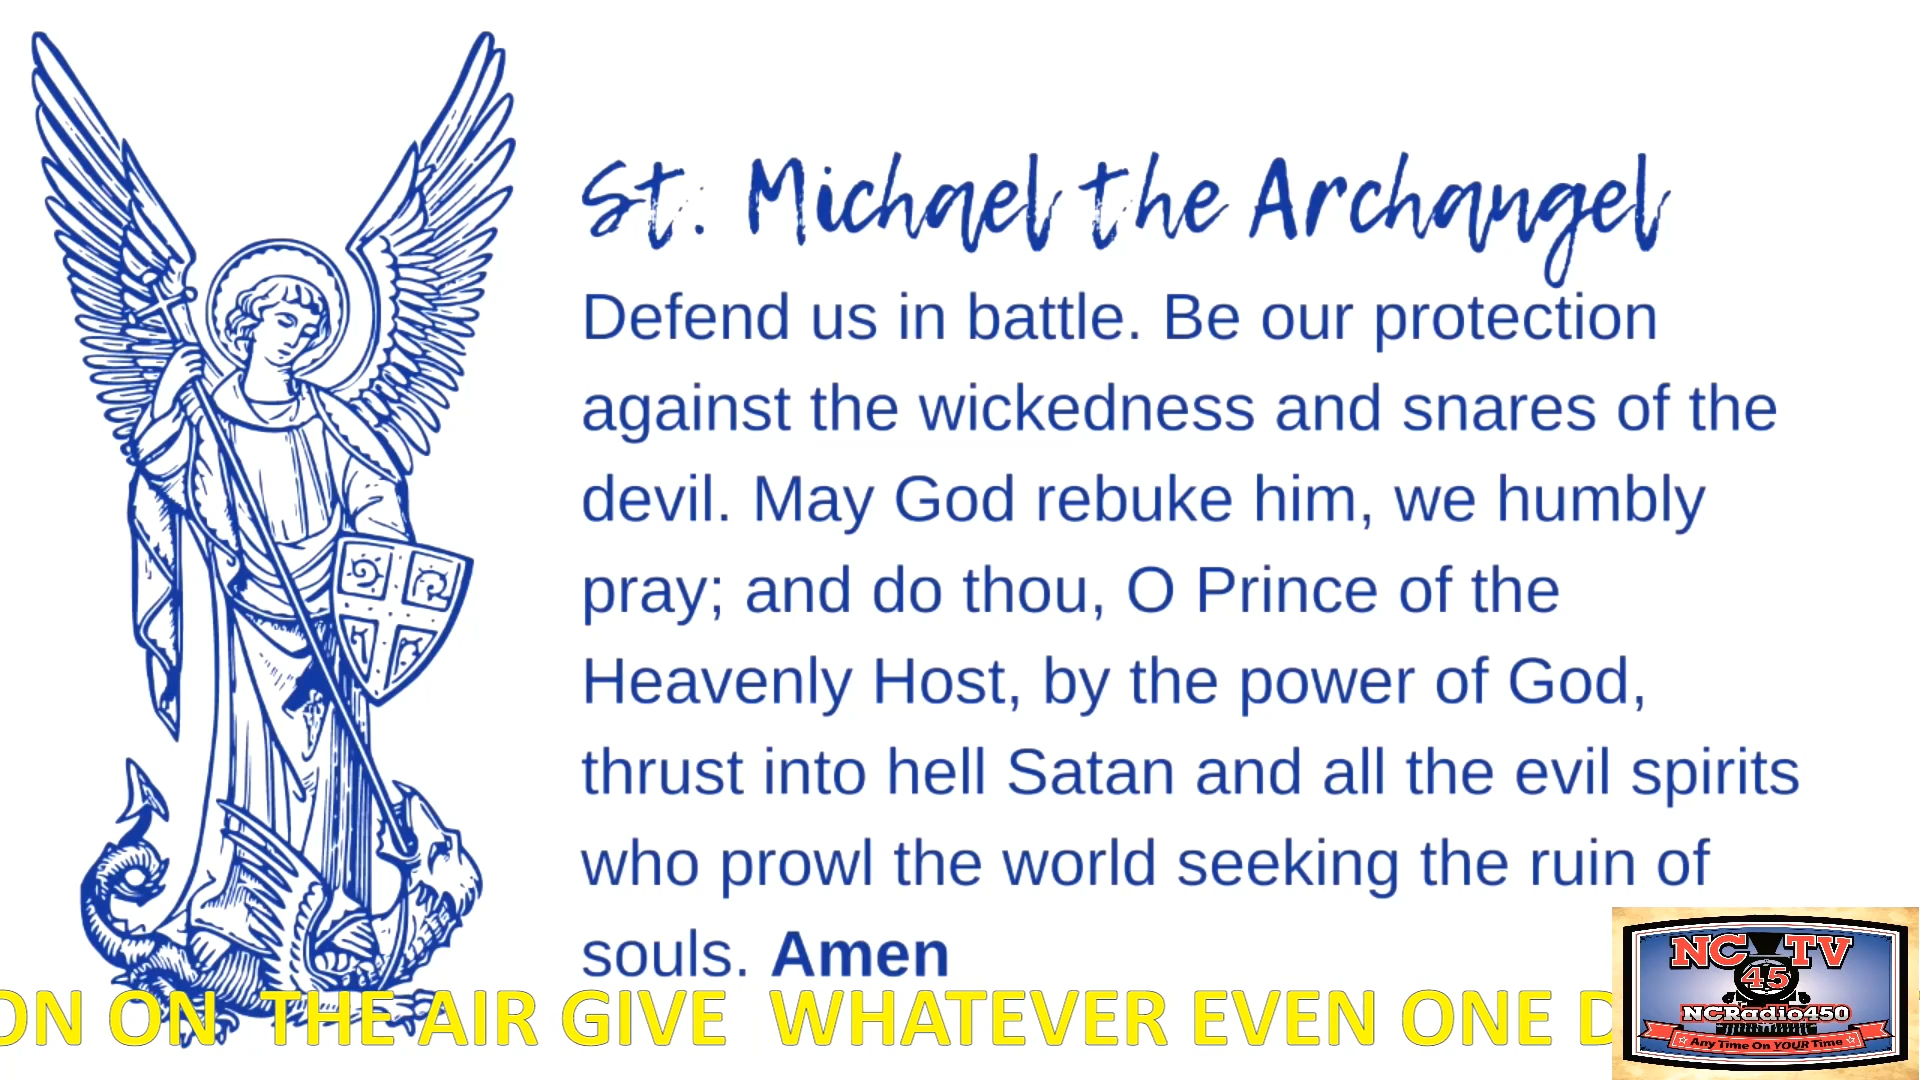 St. Michael the Archangel
Defend us in battle. Be our protection
against the wickedness and snares of the
devil. May God rebuke him, we humbly
pray; and do thou, O Prince of the
Heavenly Host, by the power of God,
thrust into hell Satan and all the evil spirits
who prowl the world seeking the ruin of
souls. Amen
ON THE AIR GIVE WHATEVER EVEN ONE
NC TV
45
NCRadio450
Any Time On YOUR Time